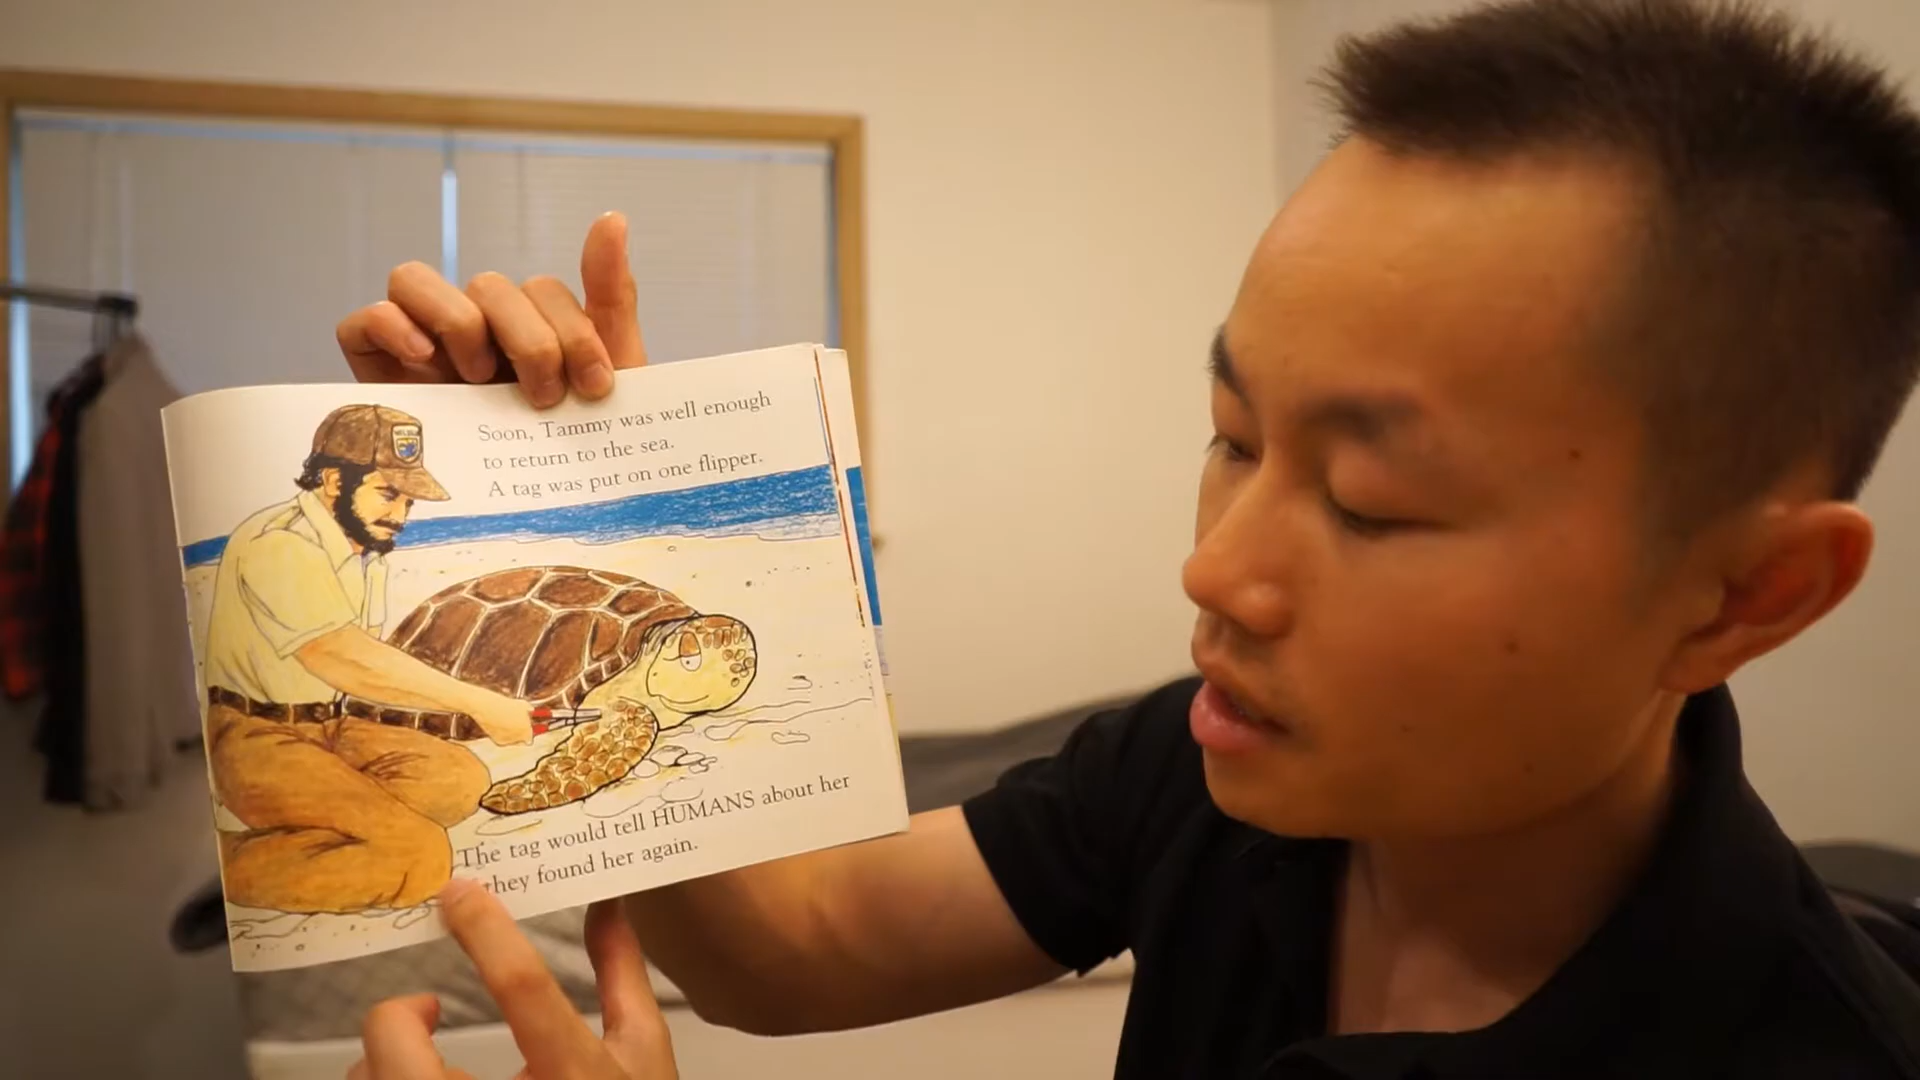 Soon, Tammy was well enough
to return to the sea.
A tag was put on one flipper.
The tag would tell HUMANS about her
they found her again.